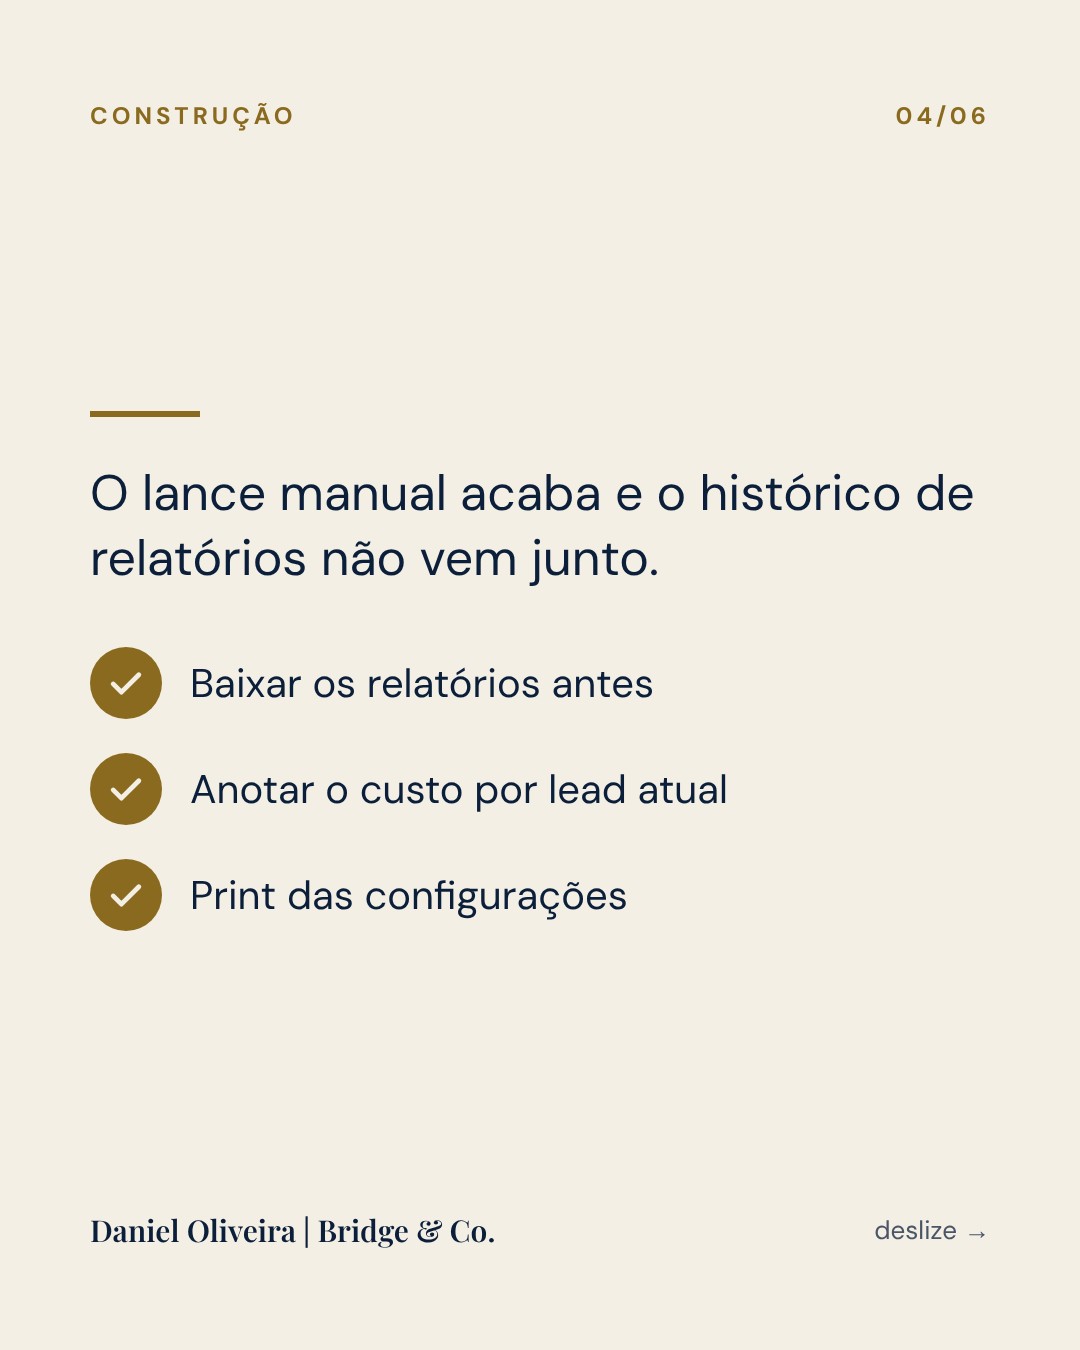 CONSTRUÇÃO
04/06
O lance manual acaba e o histórico de
relatórios não vem junto.
Baixar os relatórios antes
Anotar o custo por lead atual
Print das configurações
Daniel Oliveira | Bridge & Co.
deslize →